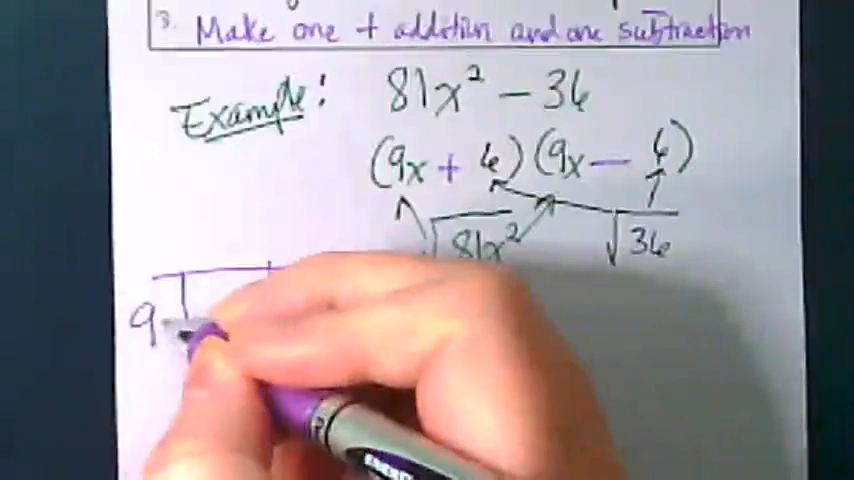 3. Make one + addition and one subtraction
Example: 81x² - 36
(9x + 6)(9x - 6)
√81x² √36
9